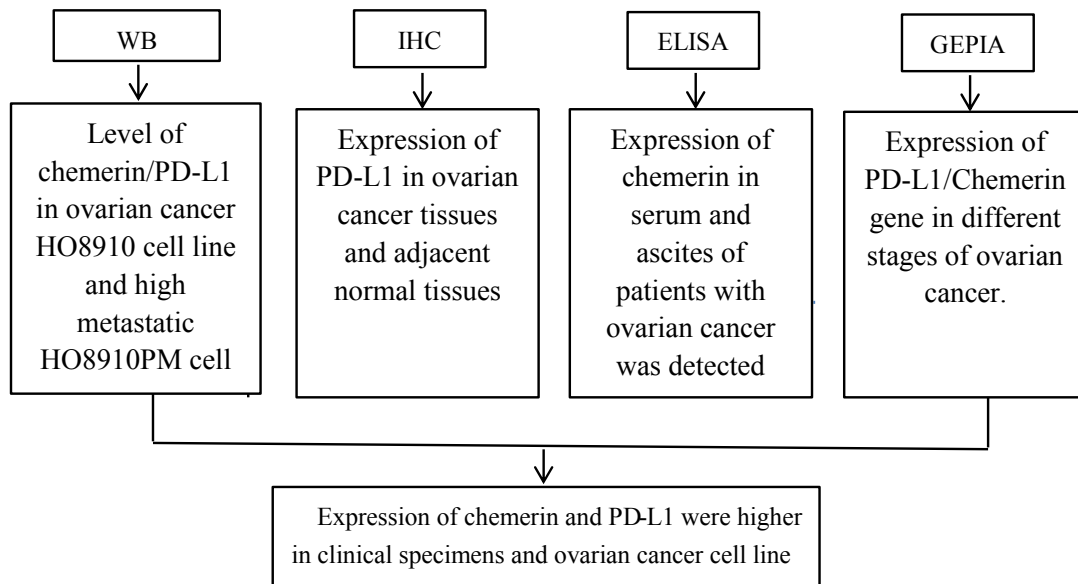 WB
IHC
ELISA
GEPIA
Level of
chemerin/PD-L1
in ovarian cancer
HO8910 cell line
and high
metastatic
HO8910PM cell
Expression of
PD-L1 in ovarian
cancer tissues
and adjacent
normal tissues
Expression of
chemerin in
serum and
ascites of
patients with
ovarian cancer
was detected
Expression of
PD-L1/Chemerin
gene in different
stages of ovarian
cancer.
Expression of chemerin and PD-L1 were higher
in clinical specimens and ovarian cancer cell line